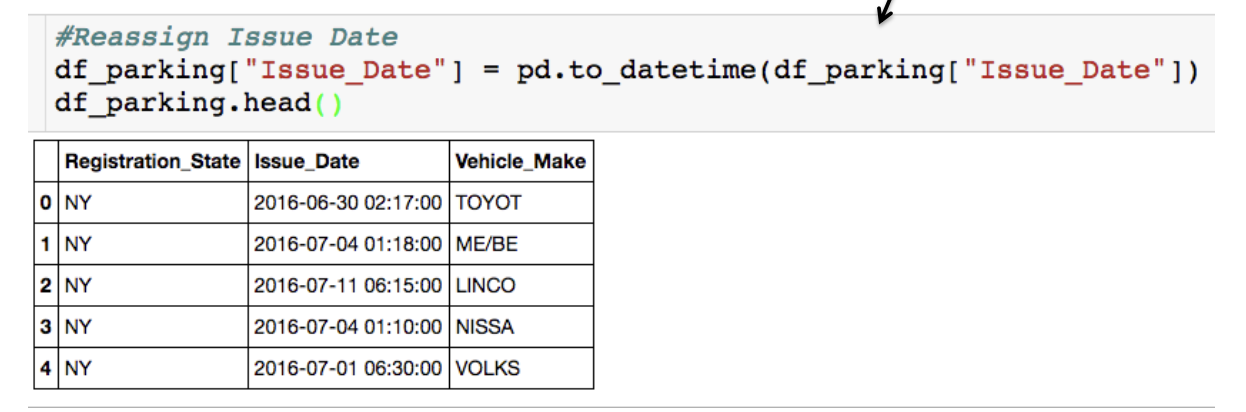 #Reassign Issue Date
df_parking["Issue_Date"] = pd.to_datetime(df_parking["Issue_Date"])
df_parking.head()
Registration_State Issue_Date Vehicle_Make
0 NY 2016-06-30 02:17:00 TOYOT
1 NY 2016-07-04 01:18:00 ME/BE
2 NY 2016-07-11 06:15:00 LINCO
3 NY 2016-07-04 01:10:00 NISSA
4 NY 2016-07-01 06:30:00 VOLKS